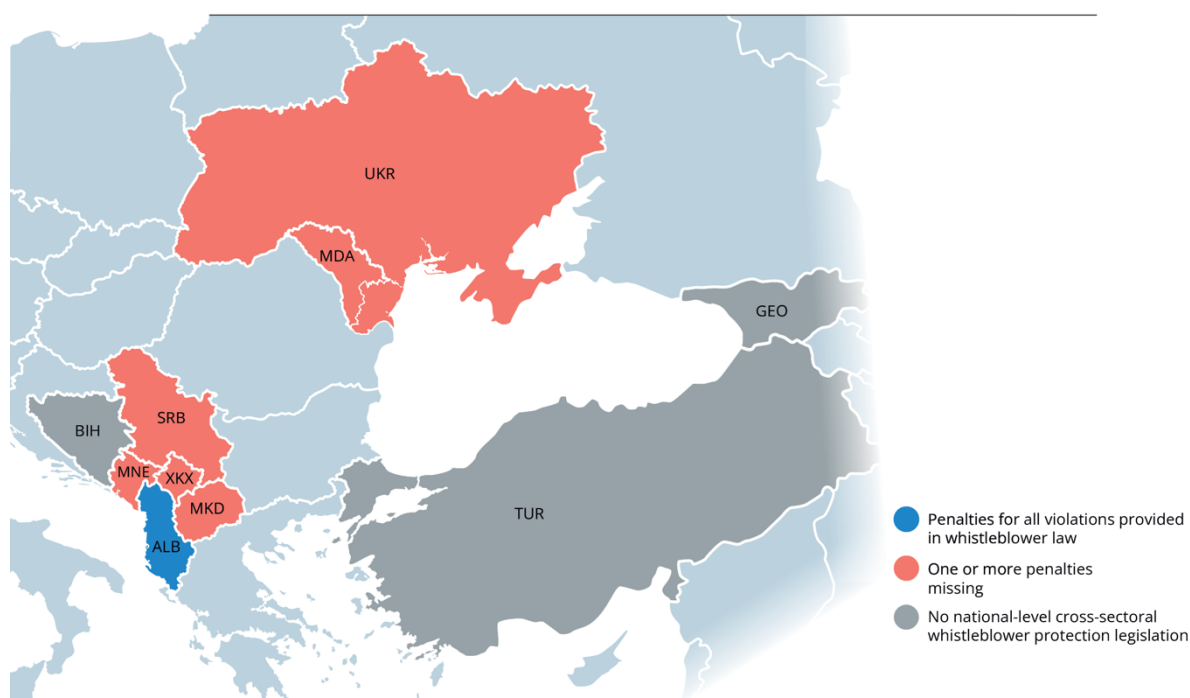 UKR
MDA
GEO
SRB
BIH
MNE
XKX
MKD
TUR
ALB
Penalties for all violations provided
in whistleblower law
One or more penalties
missing
No national-level cross-sectoral
whistleblower protection legislation